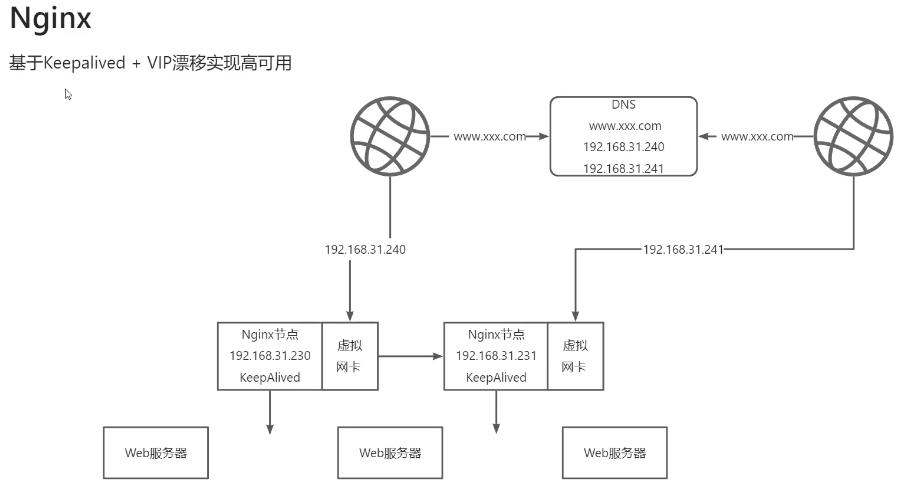 Nginx
基于Keepalived + VIP漂移实现高可用
DNS
www.xxx.com
192.168.31.240
192.168.31.241
www.xxx.com
www.xxx.com
192.168.31.240
192.168.31.241
Nginx节点
192.168.31.230
KeepAlived
虚拟
网卡
Nginx节点
192.168.31.231
KeepAlived
虚拟
网卡
Web服务器
Web服务器
Web服务器